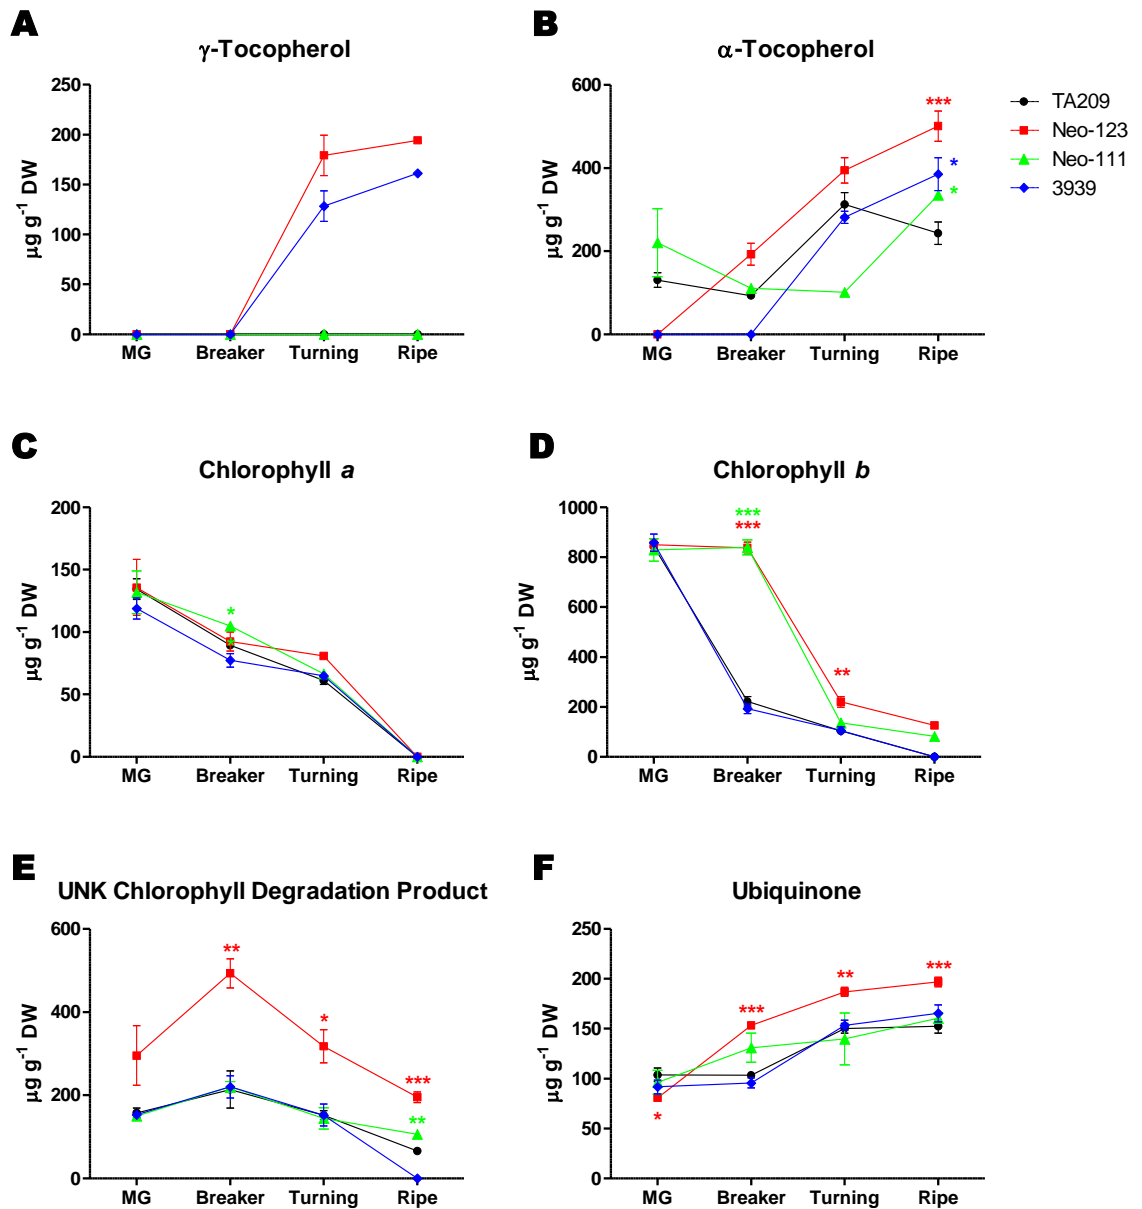 A
γ-Tocopherol
250
200
150
100
50
0
µg g⁻¹ DW
MG Breaker Turning Ripe
B
α-Tocopherol
600
400
200
0
µg g⁻¹ DW
MG Breaker Turning Ripe
***
*
*
TA209
Neo-123
Neo-111
3939
C
Chlorophyll a
200
150
100
50
0
µg g⁻¹ DW
MG Breaker Turning Ripe
*
D
Chlorophyll b
1000
800
600
400
200
0
µg g⁻¹ DW
MG Breaker Turning Ripe
***
***
**
E
UNK Chlorophyll Degradation Product
600
400
200
0
µg g⁻¹ DW
MG Breaker Turning Ripe
**
*
***
**
F
Ubiquinone
250
200
150
100
50
0
µg g⁻¹ DW
MG Breaker Turning Ripe
*
***
**
***